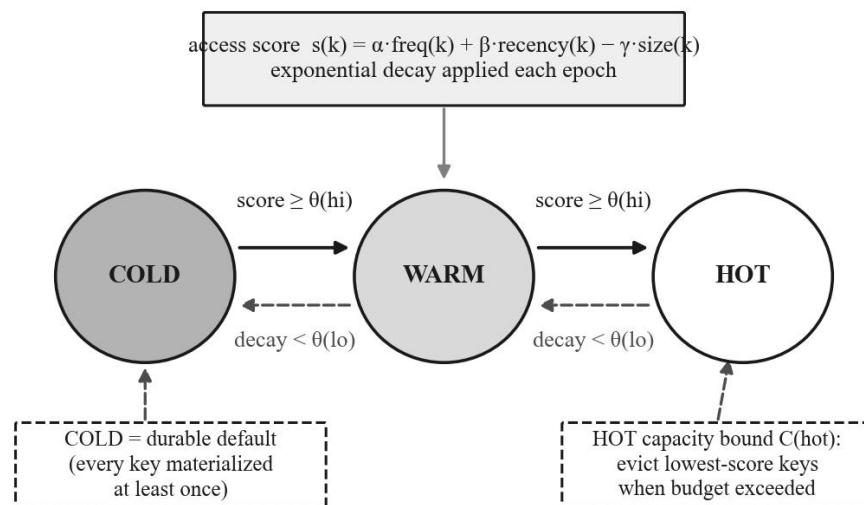 access score s(k) = α·freq(k) + β·recency(k) − γ·size(k)
exponential decay applied each epoch
score ≥ θ(hi)
score ≥ θ(hi)
COLD
WARM
HOT
decay < θ(lo)
decay < θ(lo)
COLD = durable default
(every key materialized
at least once)
HOT capacity bound C(hot):
evict lowest-score keys
when budget exceeded